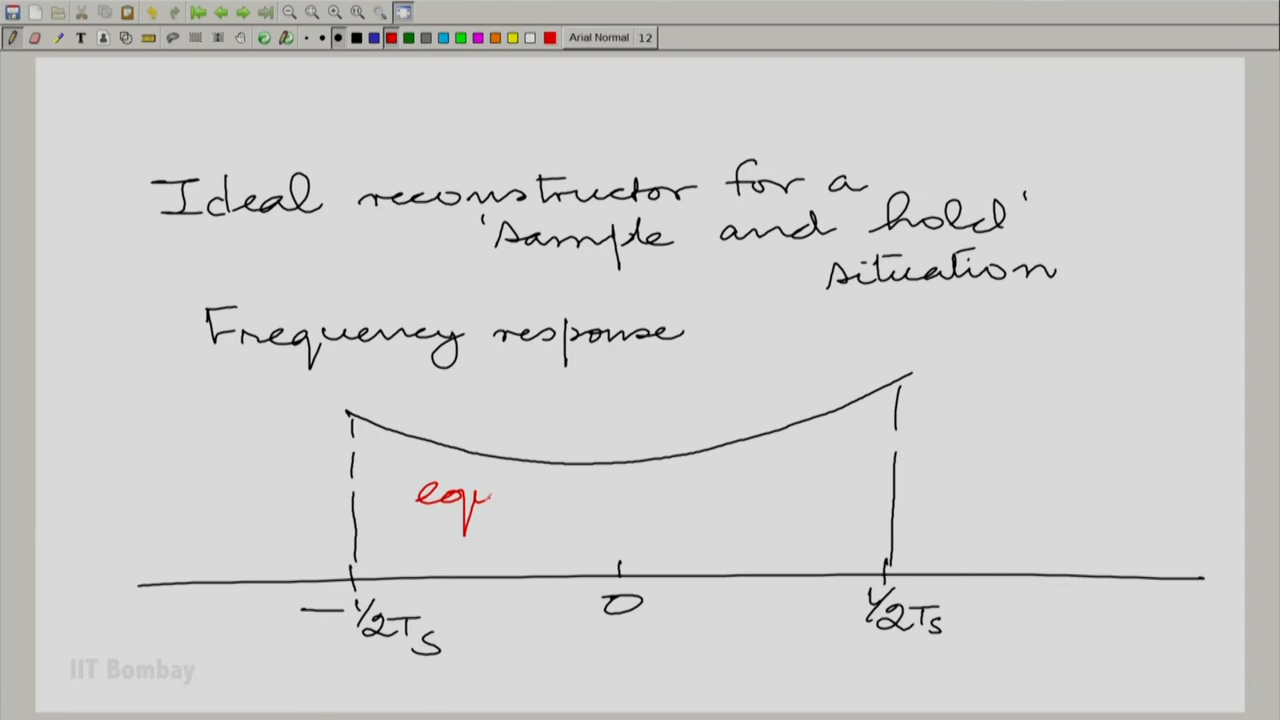 Arial Normal 12
Ideal reconstructor for a
'sample and hold'
situation
Frequency response
equ
-1/2Ts 0 1/2Ts
IIT Bombay